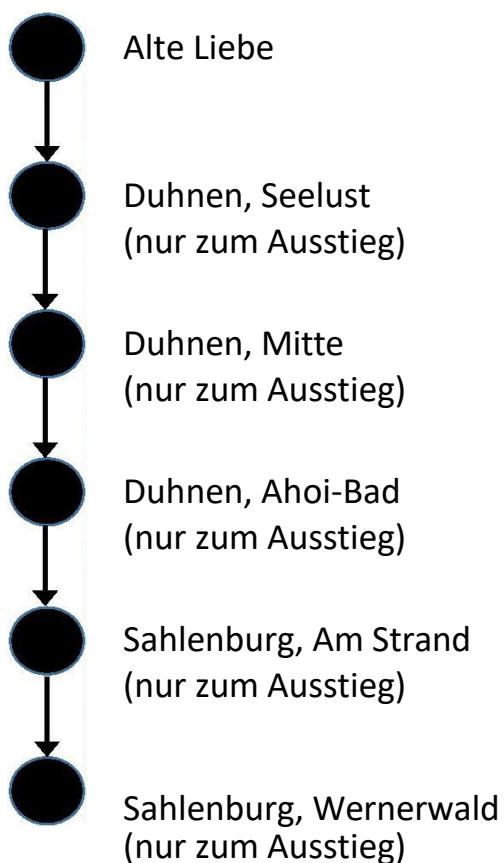 Alte Liebe
Duhnen, Seelust
(nur zum Ausstieg)
Duhnen, Mitte
(nur zum Ausstieg)
Duhnen, Ahoi-Bad
(nur zum Ausstieg)
Sahlenburg, Am Strand
(nur zum Ausstieg)
Sahlenburg, Wernerwald
(nur zum Ausstieg)